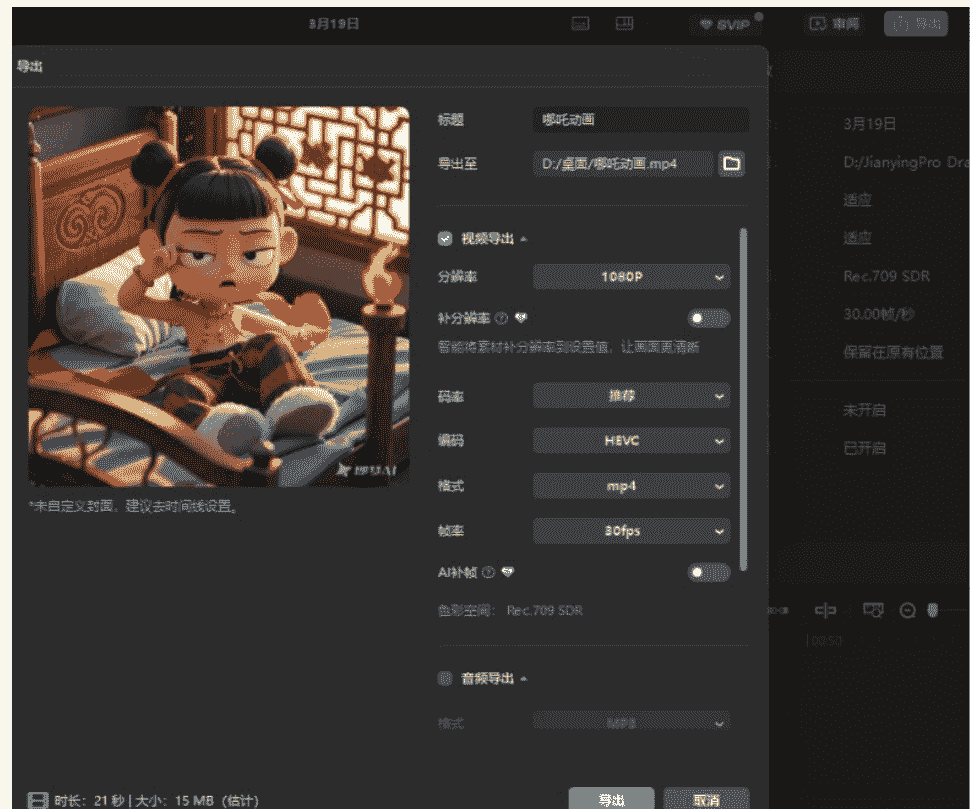 3月19日
SVIP
审阅
导出
导出
标题
哪吒动画
导出至
D:/桌面/哪吒动画.mp4
视频导出
分辨率
1080P
补分辨率
智能将素材补分辨率到设置值，让画面更清晰
码率
推荐
编码
HEVC
格式
mp4
帧率
30fps
AI补帧
色彩空间： Rec.709 SDR
音频导出
格式
MP3
*未自定义封面，建议去时间线设置。
即梦AI
时长：21 秒 | 大小：15 MB（估计）
导出
取消
3月19日
D:/JianyingPro Dra
适应
适应
Rec.709 SDR
30.00帧/秒
保留在原有位置
未开启
已开启
00:50